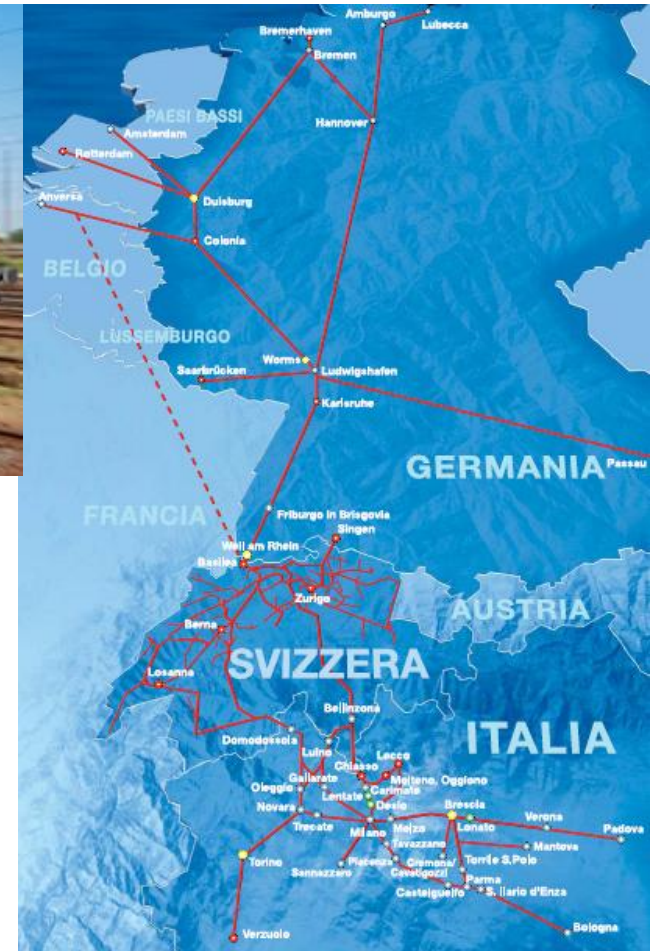 Amburgo
Lubecca
Bremerhaven
Bremen
Hannover
PAESI BASSI
Amsterdam
Rotterdam
Anversa
Duisburg
Colonia
BELGIO
LUSSEMBURGO
Worms
Saarbrücken
Ludwigshafen
Karlsruhe
GERMANIA
Passau
FRANCIA
Friburgo in Brisgovia
Singen
Weil am Rhein
Basilea
Zurigo
AUSTRIA
Berna
SVIZZERA
Losanna
Bellinzona
Domodossola
ITALIA
Luino
Lecco
Chiasso
Molteno, Oggiono
Gallarate
Oleggio
Carimate
Lentate
Desio
Brescia
Novara
Trecate
Milano
Melzo
Lonato
Verona
Padova
Tavazzano
Mantova
Torino
Sannazzaro
Piacenza
Cremona/
Cavatigozzi
Torrile S.Polo
Parma
Castelguelfo
S. Ilario d'Enza
Verzuolo
Bologna